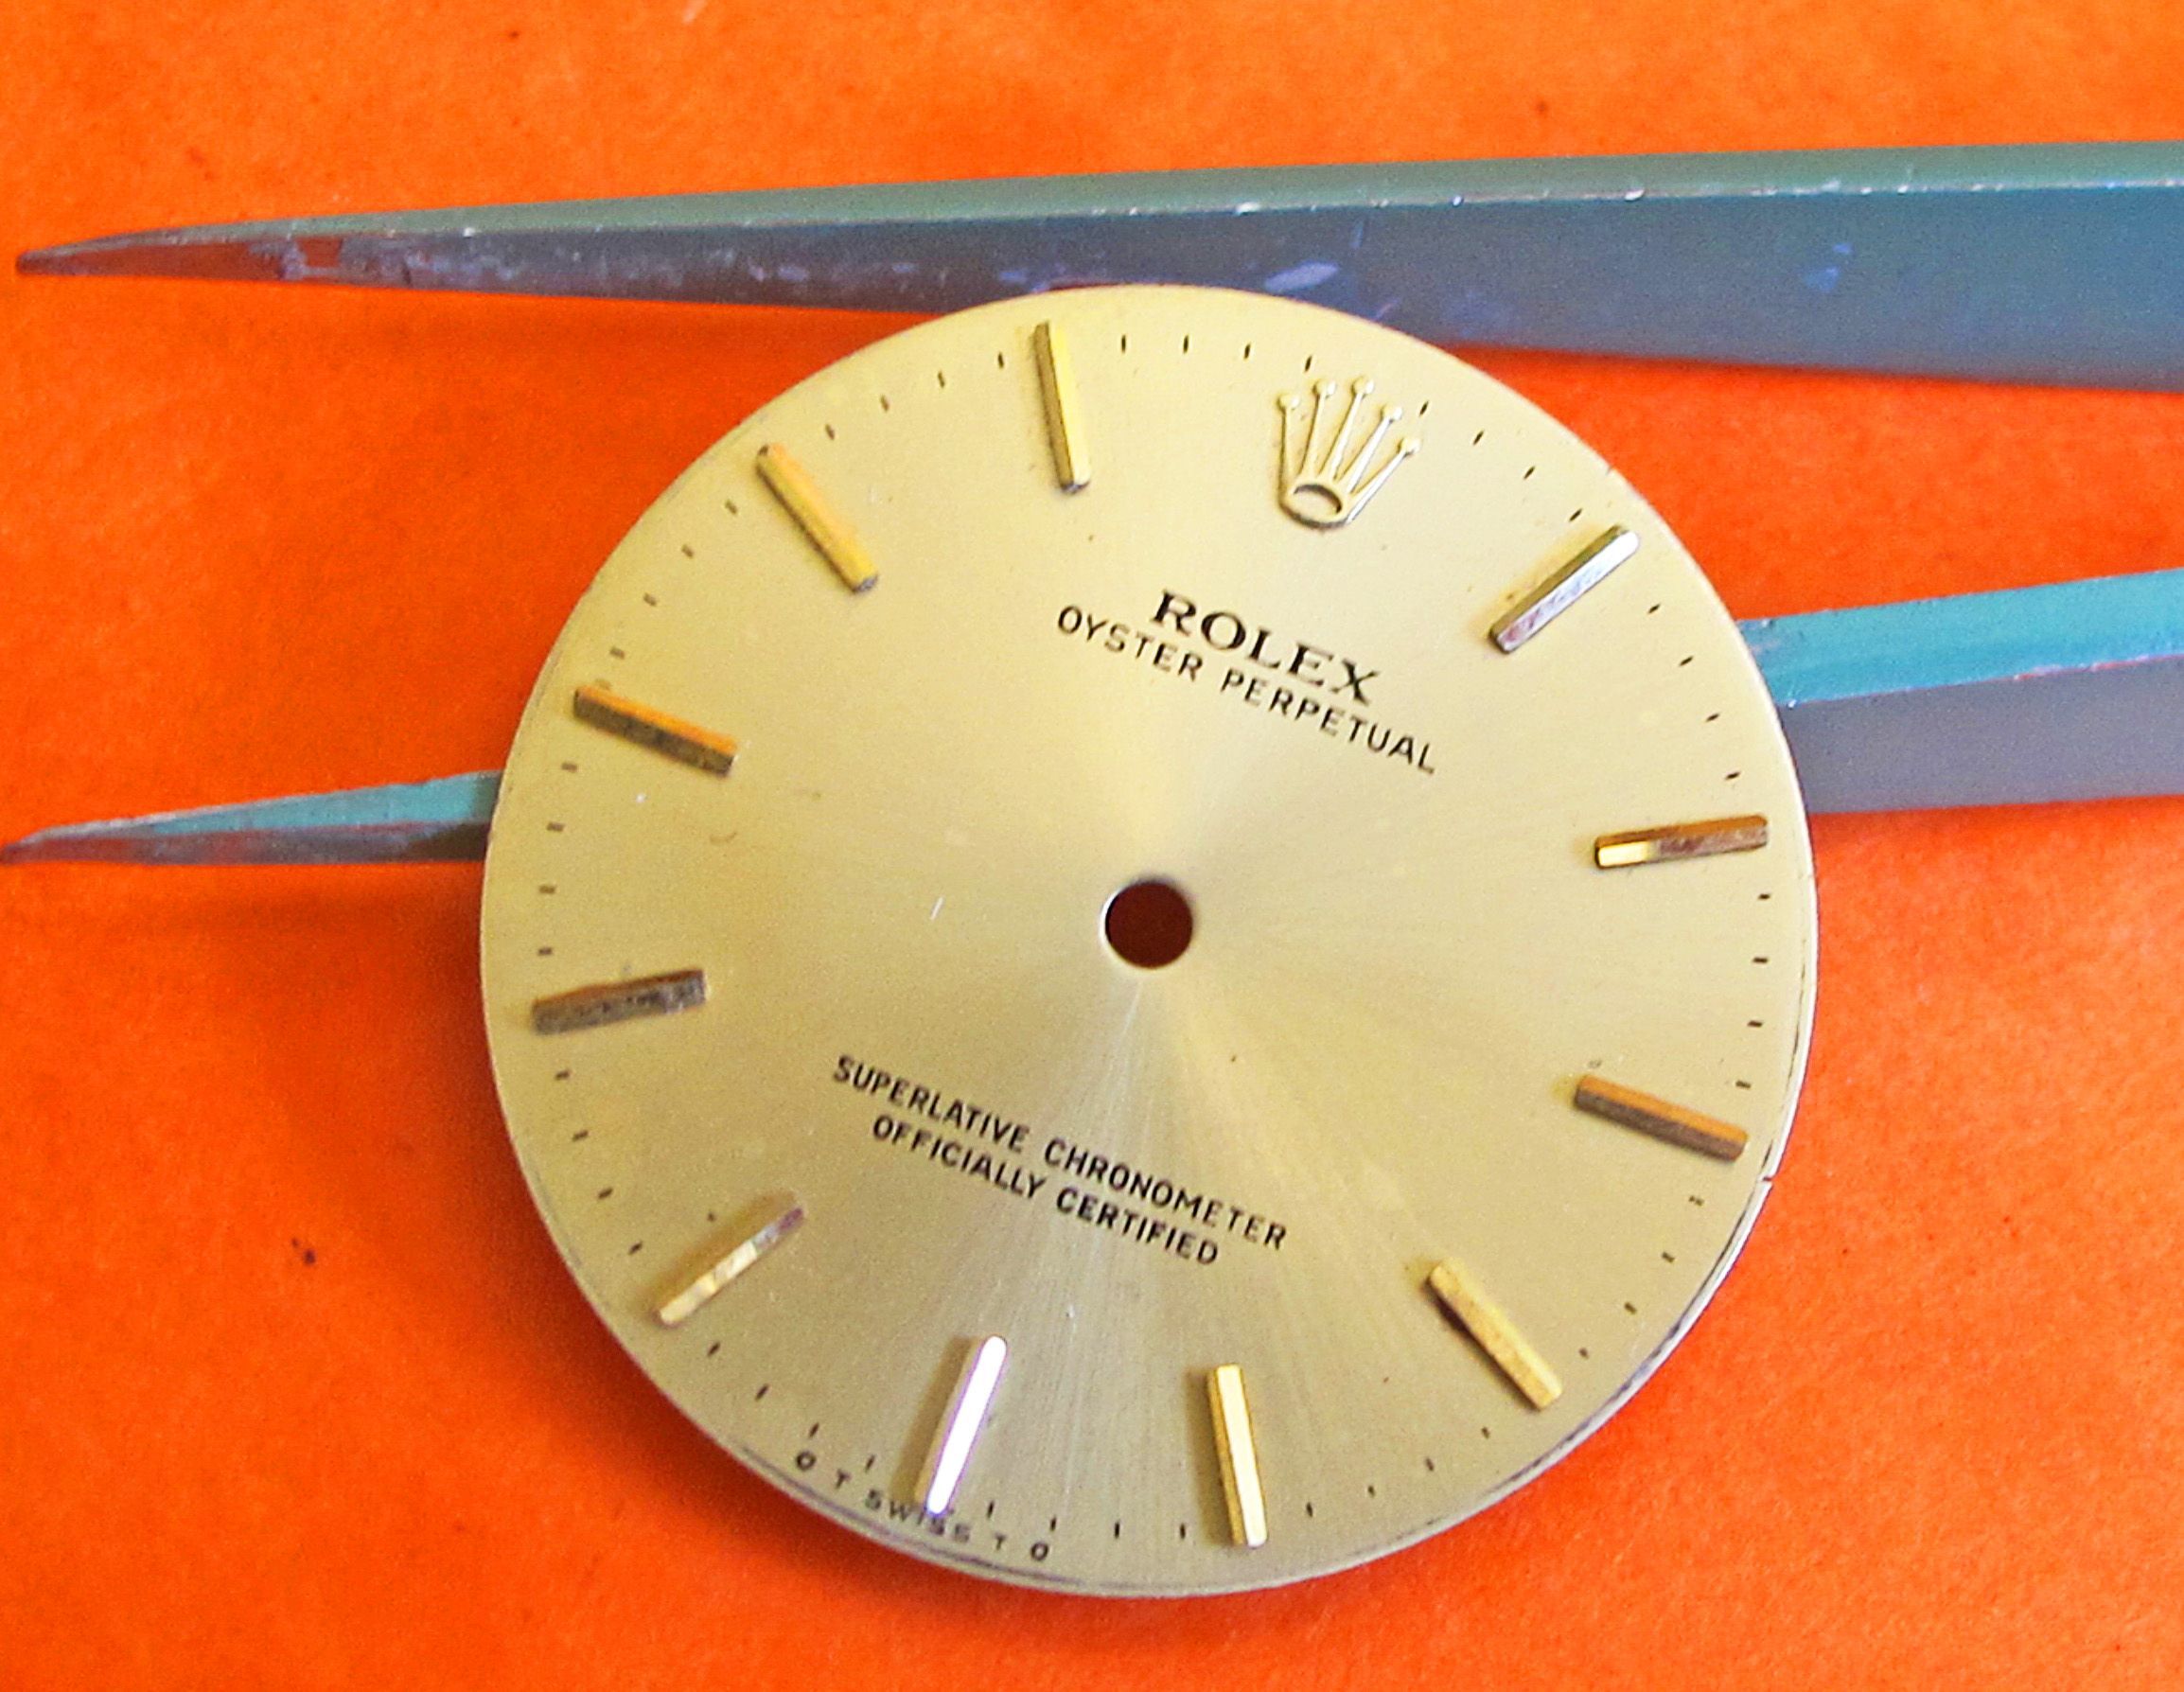 ROLEX
OYSTER PERPETUAL
SUPERLATIVE CHRONOMETER
OFFICIALLY CERTIFIED
O T SWISS T O